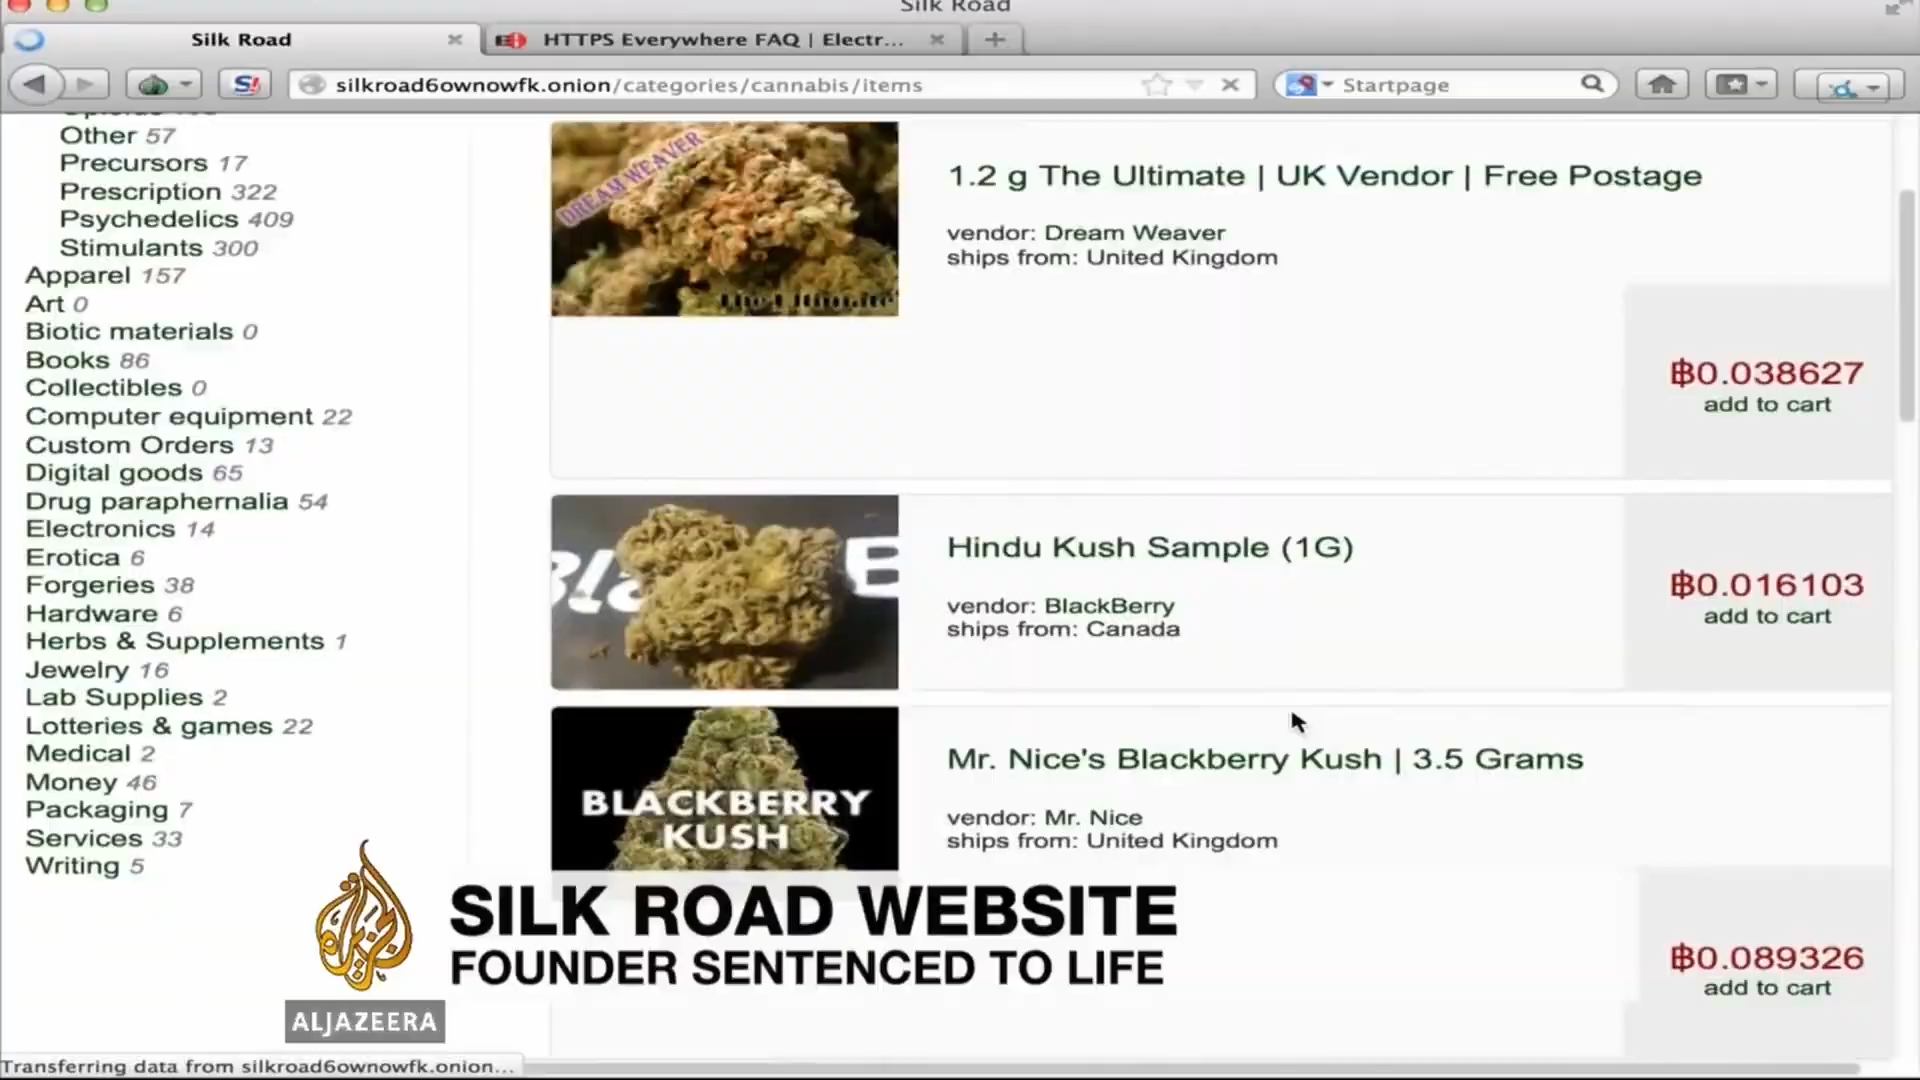 Silk Road
Silk Road
HTTPS Everywhere FAQ | Electr...
silkroad6ownowfk.onion/categories/cannabis/items
Startpage
Other 57
Precursors 17
Prescription 322
Psychedelics 409
Stimulants 300
Apparel 157
Art 0
Biotic materials 0
Books 86
Collectibles 0
Computer equipment 22
Custom Orders 13
Digital goods 65
Drug paraphernalia 54
Electronics 14
Erotica 6
Forgeries 38
Hardware 6
Herbs & Supplements 1
Jewelry 16
Lab Supplies 2
Lotteries & games 22
Medical 2
Money 46
Packaging 7
Services 33
Writing 5
DREAM WEAVER
1.2 g The Ultimate | UK Vendor | Free Postage
vendor: Dream Weaver
ships from: United Kingdom
฿0.038627
add to cart
Hindu Kush Sample (1G)
vendor: BlackBerry
ships from: Canada
฿0.016103
add to cart
BLACKBERRY
KUSH
Mr. Nice's Blackberry Kush | 3.5 Grams
vendor: Mr. Nice
ships from: United Kingdom
฿0.089326
add to cart
SILK ROAD WEBSITE
FOUNDER SENTENCED TO LIFE
ALJAZEERA
Transferring data from silkroad6ownowfk.onion...